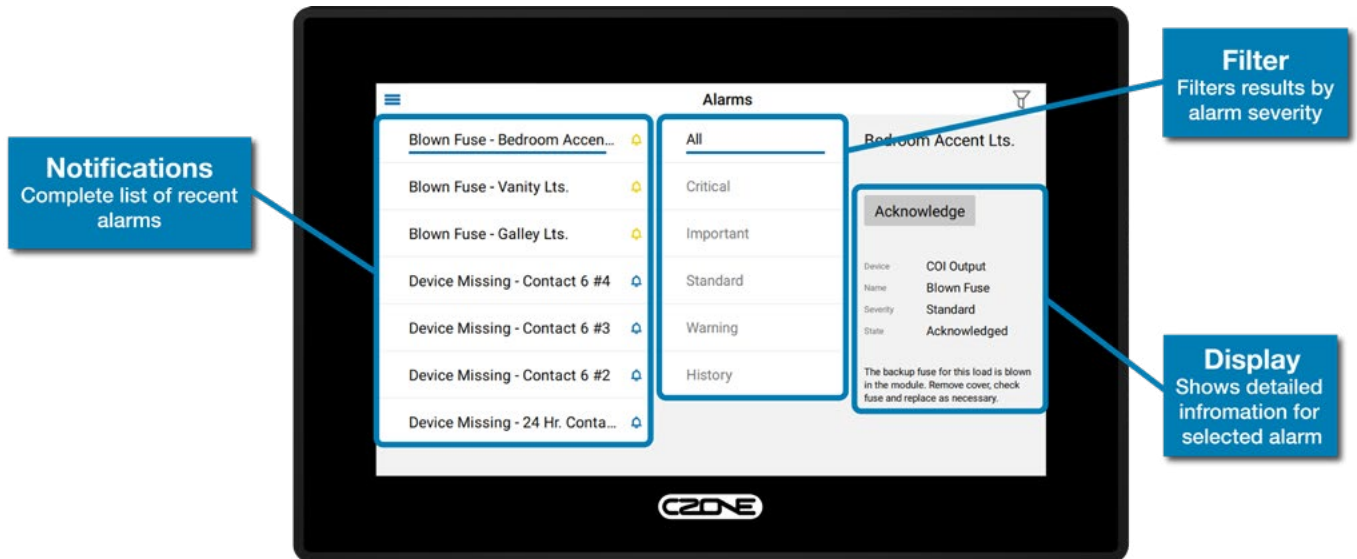 Alarms
Notifications
Complete list of recent
alarms
Blown Fuse - Bedroom Accen...
Blown Fuse - Vanity Lts.
Blown Fuse - Galley Lts.
Device Missing - Contact 6 #4
Device Missing - Contact 6 #3
Device Missing - Contact 6 #2
Device Missing - 24 Hr. Conta...
All
Critical
Important
Standard
Warning
History
Filter
Filters results by
alarm severity
Bedroom Accent Lts.
Acknowledge
Device COI Output
Name Blown Fuse
Severity Standard
State Acknowledged
The backup fuse for this load is blown
in the module. Remove cover, check
fuse and replace as necessary.
Display
Shows detailed
infromation for
selected alarm
CZONE